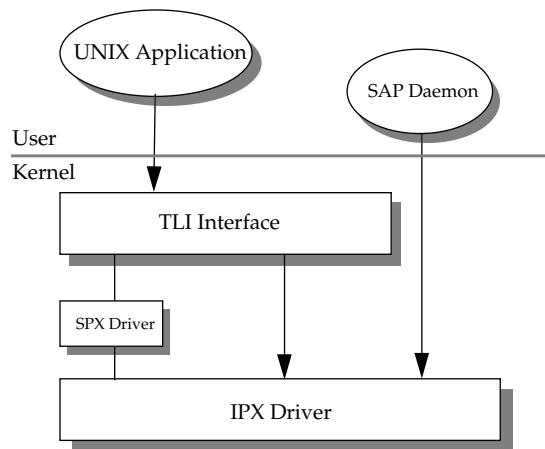 UNIX Application
SAP Daemon
User
Kernel
TLI Interface
SPX Driver
IPX Driver